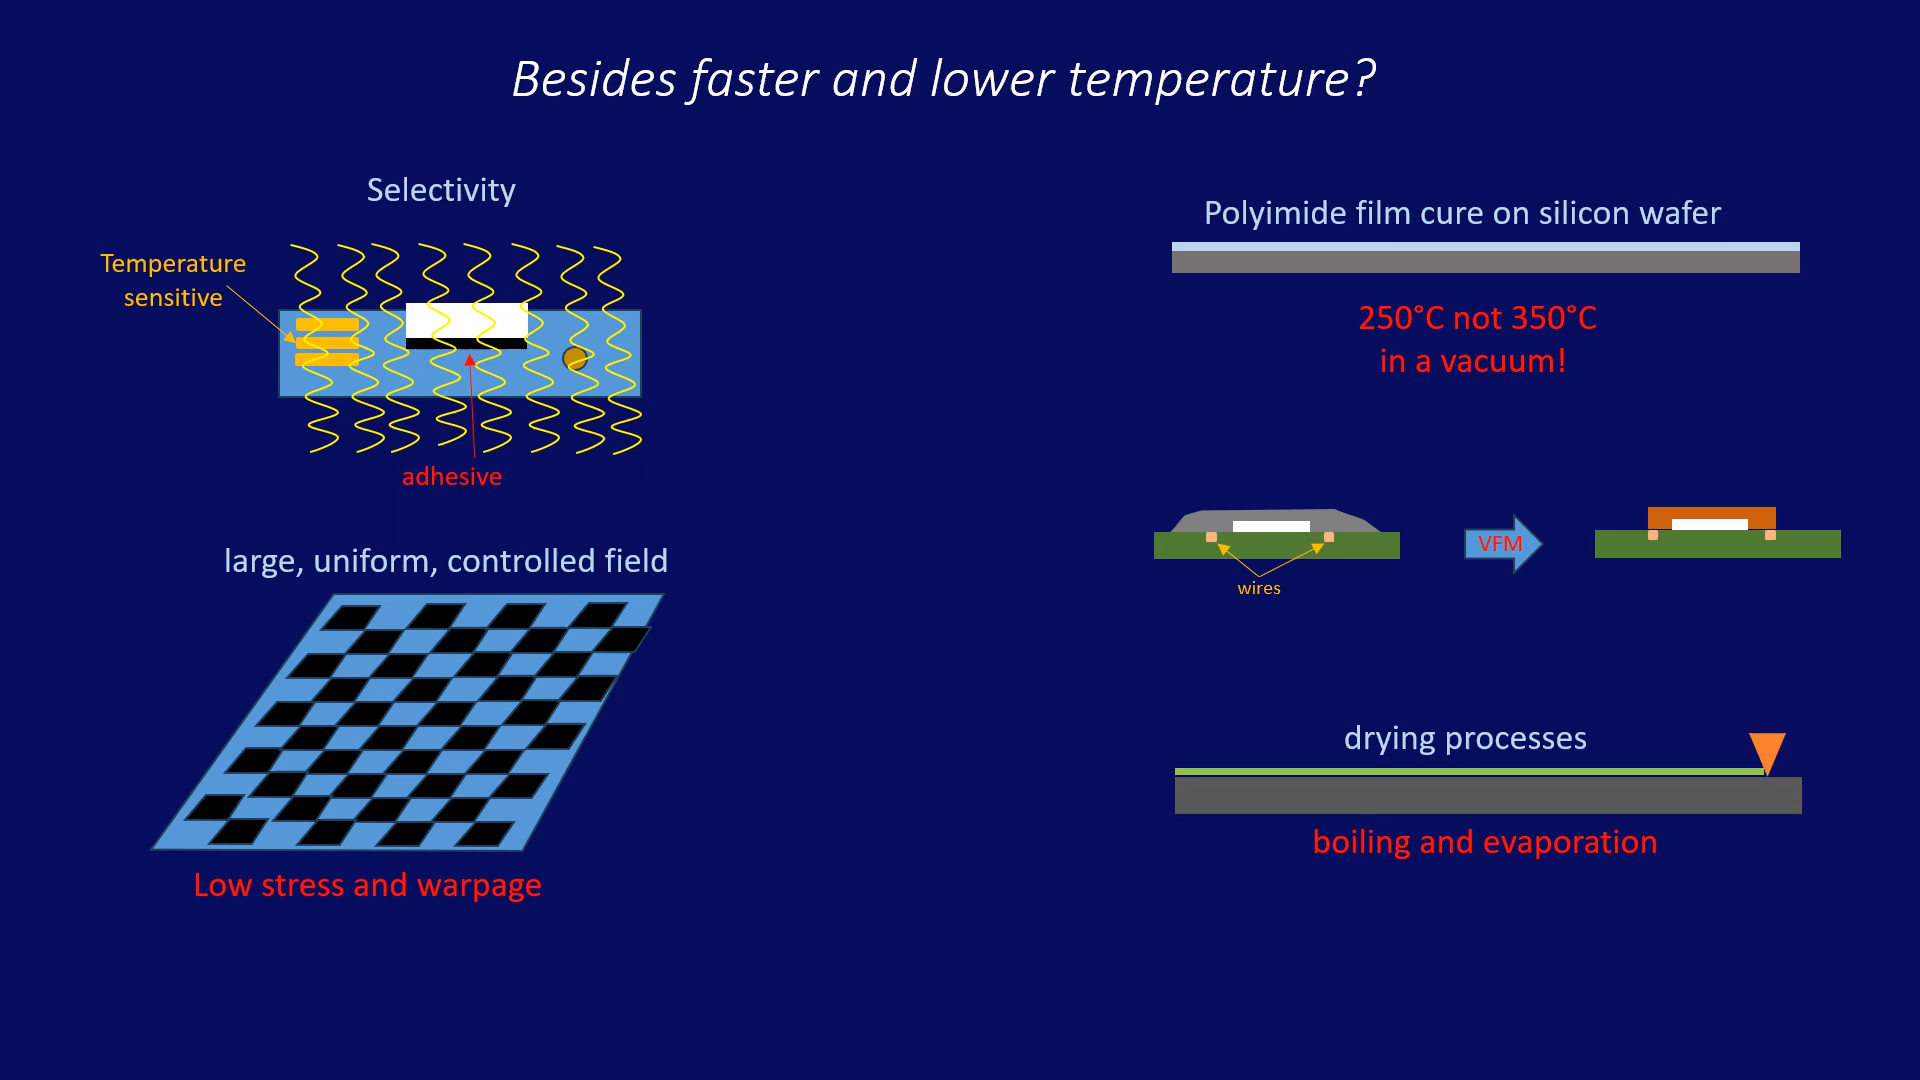 Besides faster and lower temperature?
Selectivity
Temperature
sensitive
adhesive
large, uniform, controlled field
Low stress and warpage
Polyimide film cure on silicon wafer
250°C not 350°C
in a vacuum!
VFM
wires
drying processes
boiling and evaporation